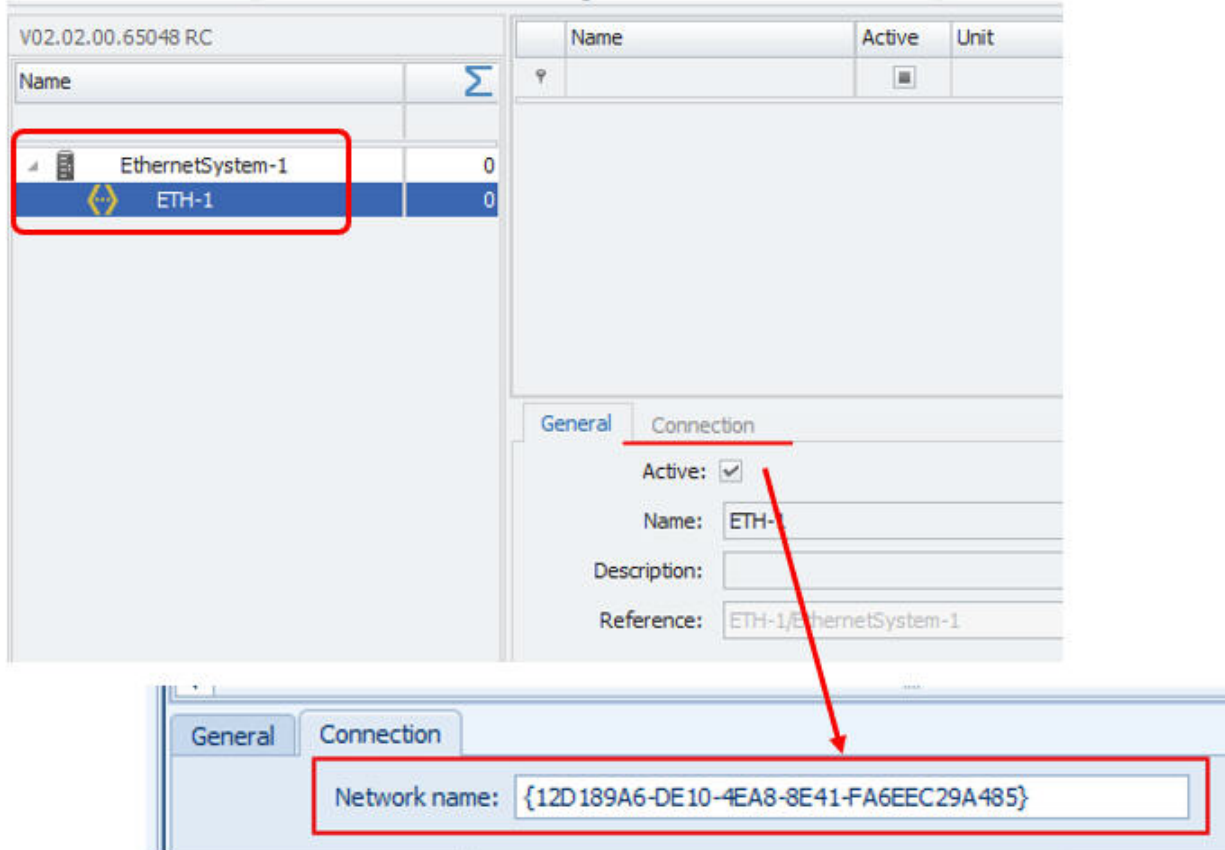 V02.02.00.65048 RC
Name
Name Active Unit
EthernetSystem-1 0
ETH-1 0
General Connection
Active:
Name: ETH-1
Description:
Reference: ETH-1/EthernetSystem-1
General Connection
Network name: {12D189A6-DE10-4EA8-8E41-FA6EEC29A485}